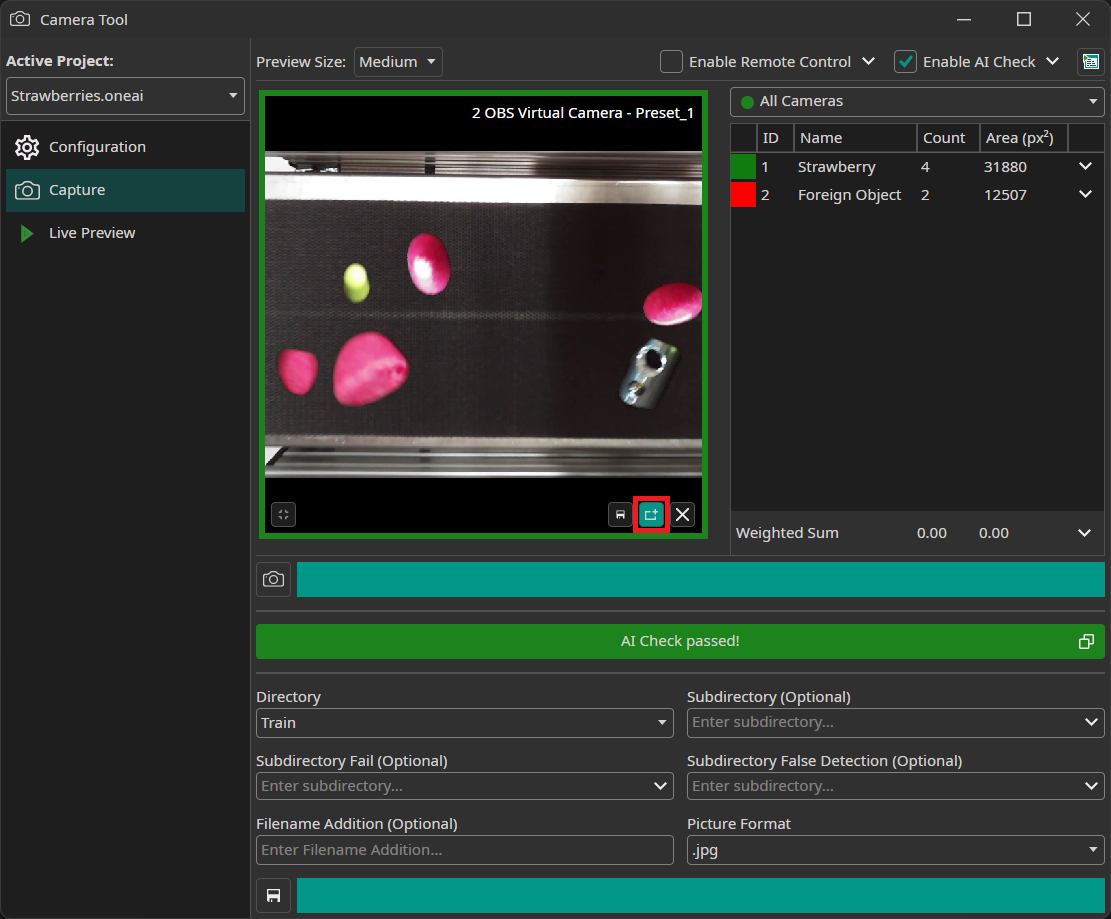 Camera Tool
Active Project:
Strawberries.oneai
Configuration
Capture
Live Preview
Preview Size:
Medium
Enable Remote Control
Enable AI Check
2 OBS Virtual Camera - Preset_1
All Cameras
ID Name Count Area (px²)
1 Strawberry 4 31880
2 Foreign Object 2 12507
Weighted Sum 0.00 0.00
AI Check passed!
Directory
Train
Subdirectory (Optional)
Enter subdirectory...
Subdirectory Fail (Optional)
Enter subdirectory...
Subdirectory False Detection (Optional)
Enter subdirectory...
Filename Addition (Optional)
Enter Filename Addition...
Picture Format
.jpg